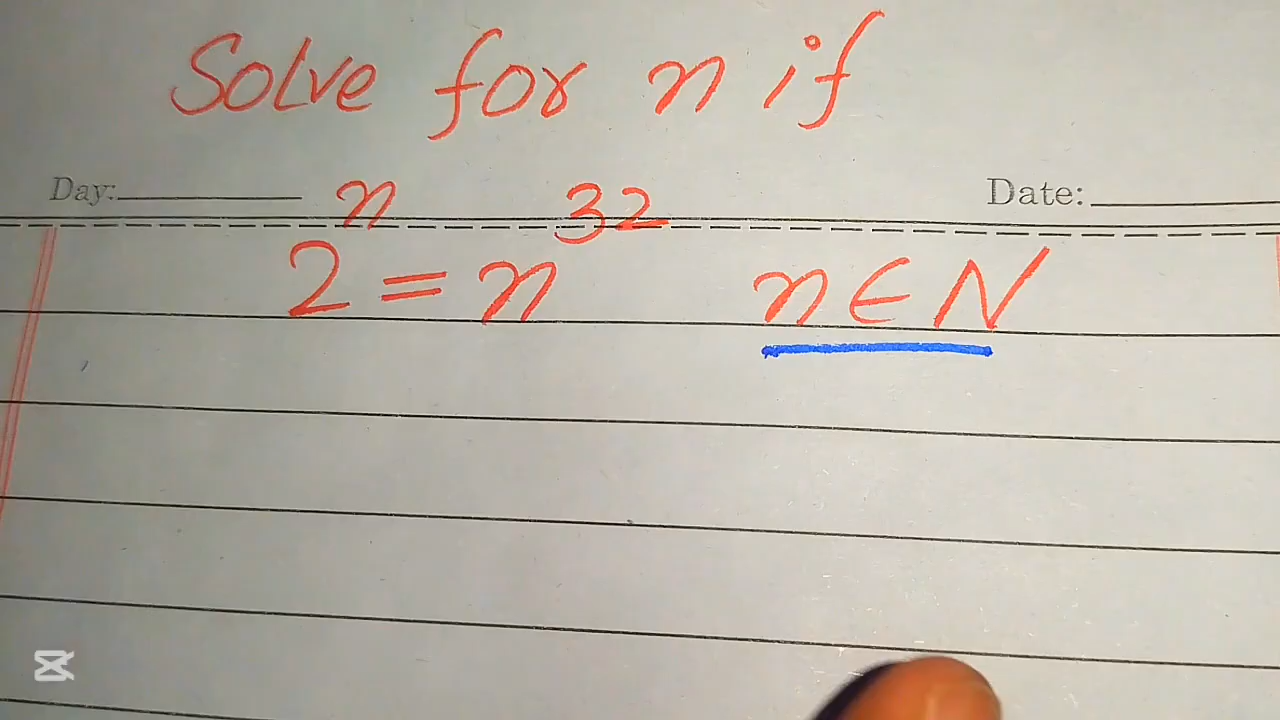 Solve for n if
Day: Date:
2^n = n^32 n ∈ N